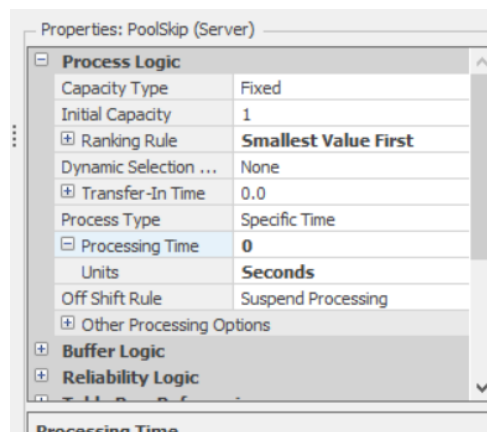 Properties: PoolSkip (Server)
Process Logic
Capacity Type Fixed
Initial Capacity 1
Ranking Rule Smallest Value First
Dynamic Selection ... None
Transfer-In Time 0.0
Process Type Specific Time
Processing Time 0
Units Seconds
Off Shift Rule Suspend Processing
Other Processing Options
Buffer Logic
Reliability Logic
Processing Time